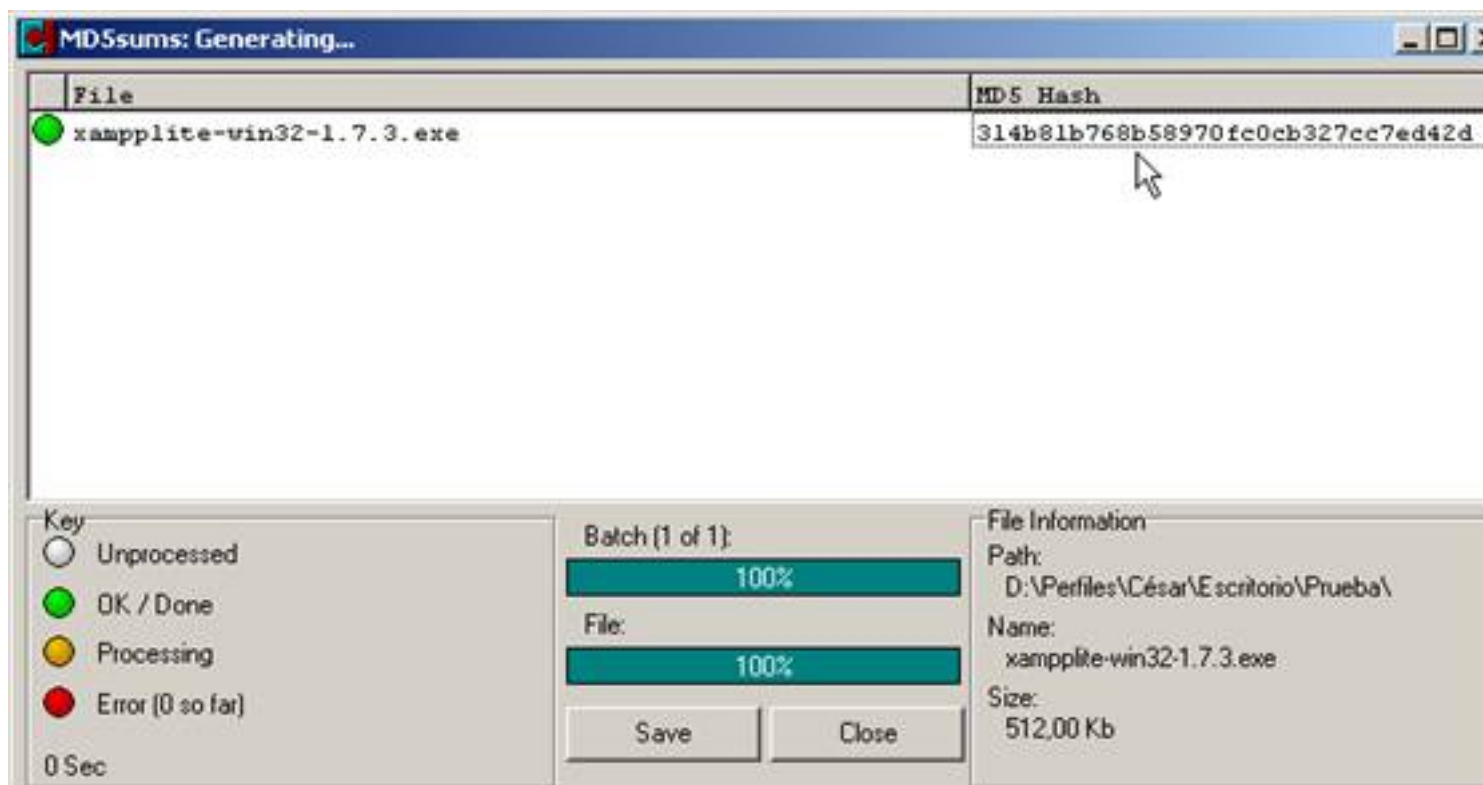 MD5sums: Generating...
File MD5 Hash
xampplite-win32-1.7.3.exe 314b81b768b58970fc0cb327cc7ed42d
Key
Unprocessed
OK / Done
Processing
Error (0 so far)
0 Sec
Batch (1 of 1):
100%
File:
100%
Save Close
File Information
Path:
D:\Perfiles\César\Escritorio\Prueba\
Name:
xampplite-win32-1.7.3.exe
Size:
512,00 Kb